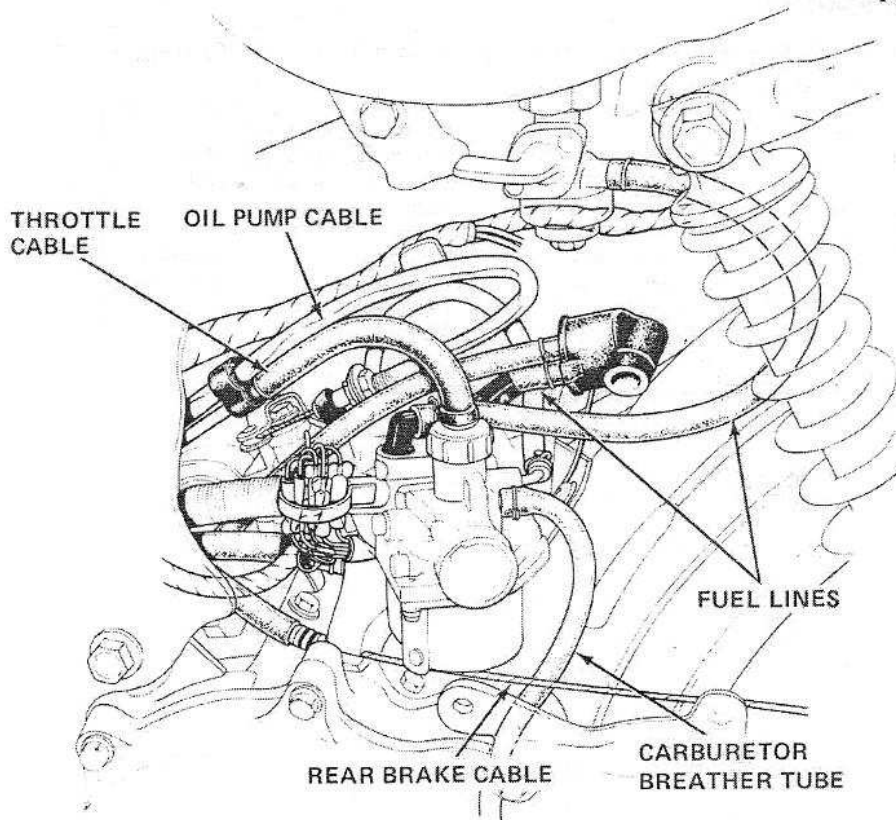 THROTTLE
CABLE
OIL PUMP CABLE
FUEL LINES
REAR BRAKE CABLE
CARBURETOR
BREATHER TUBE